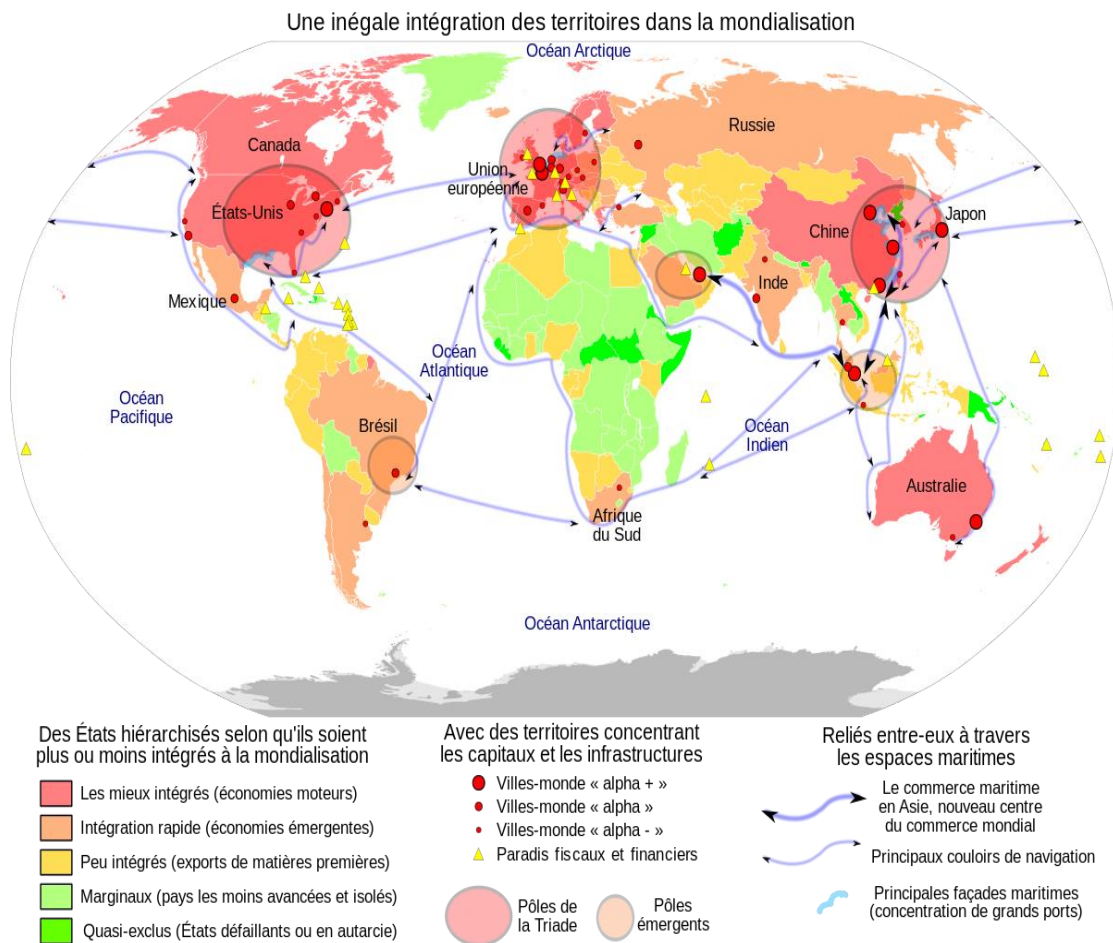 Une inégale intégration des territoires dans la mondialisation
Océan Arctique
Russie
Canada
Union
européenne
États-Unis
Japon
Chine
Mexique
Inde
Océan
Atlantique
Océan
Pacifique
Brésil
Océan
Indien
Australie
Afrique
du Sud
Océan Antarctique
Des États hiérarchisés selon qu'ils soient
plus ou moins intégrés à la mondialisation
Les mieux intégrés (économies moteurs)
Intégration rapide (économies émergentes)
Peu intégrés (exports de matières premières)
Marginaux (pays les moins avancées et isolés)
Quasi-exclus (États défaillants ou en autarcie)
Avec des territoires concentrant
les capitaux et les infrastructures
Villes-monde « alpha + »
Villes-monde « alpha »
Villes-monde « alpha - »
Paradis fiscaux et financiers
Pôles de
la Triade
Pôles
émergents
Reliés entre-eux à travers
les espaces maritimes
Le commerce maritime
en Asie, nouveau centre
du commerce mondial
Principaux couloirs de navigation
Principales façades maritimes
(concentration de grands ports)